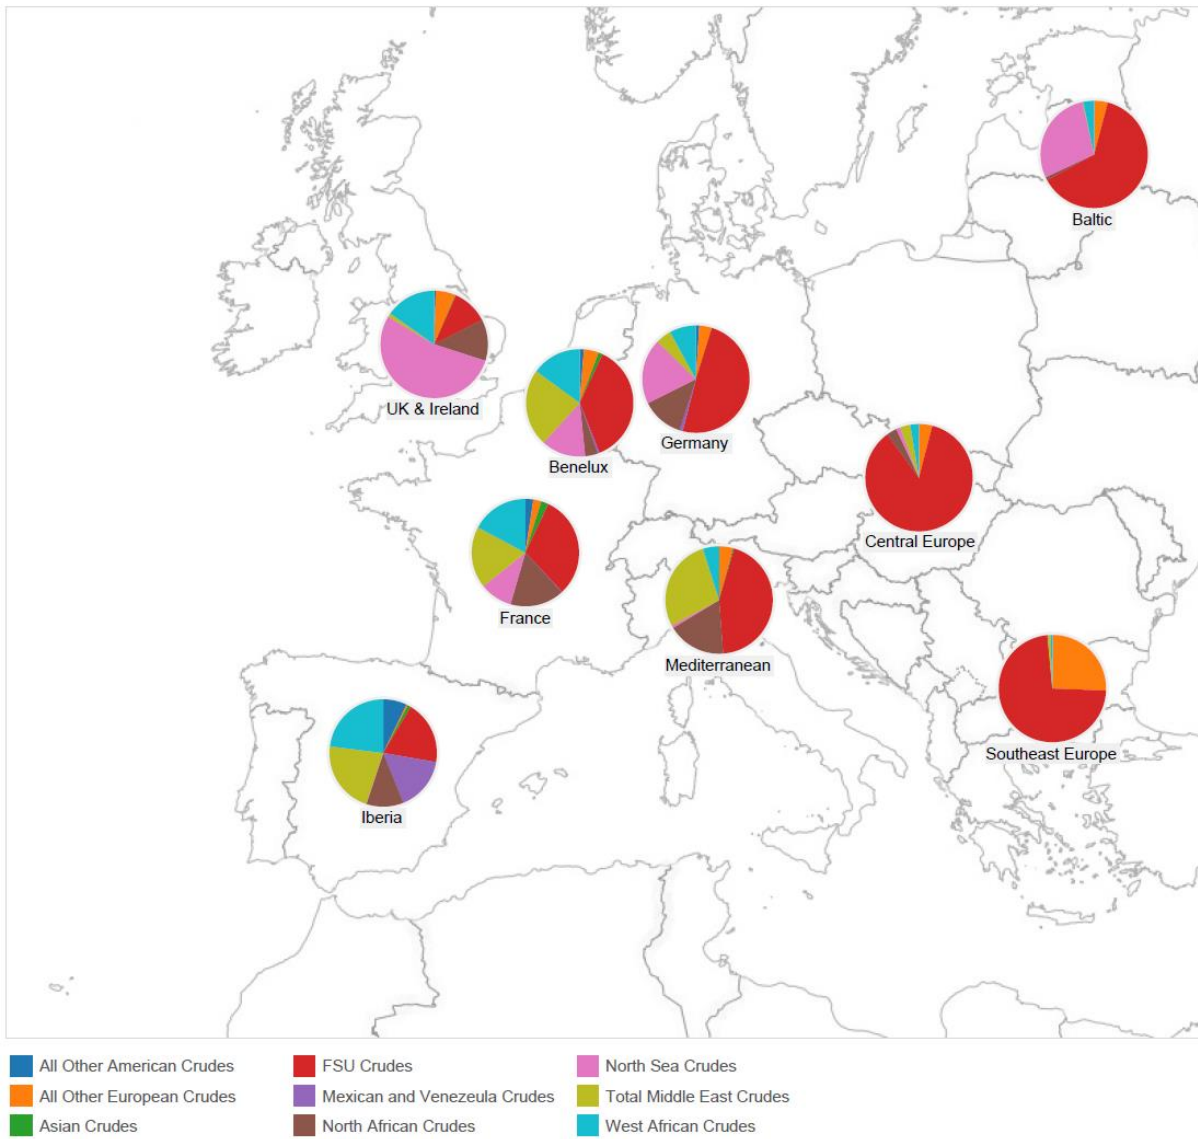 Baltic
UK & Ireland
Germany
Benelux
Central Europe
France
Mediterranean
Southeast Europe
Iberia
All Other American Crudes
FSU Crudes
North Sea Crudes
All Other European Crudes
Mexican and Venezeula Crudes
Total Middle East Crudes
Asian Crudes
North African Crudes
West African Crudes